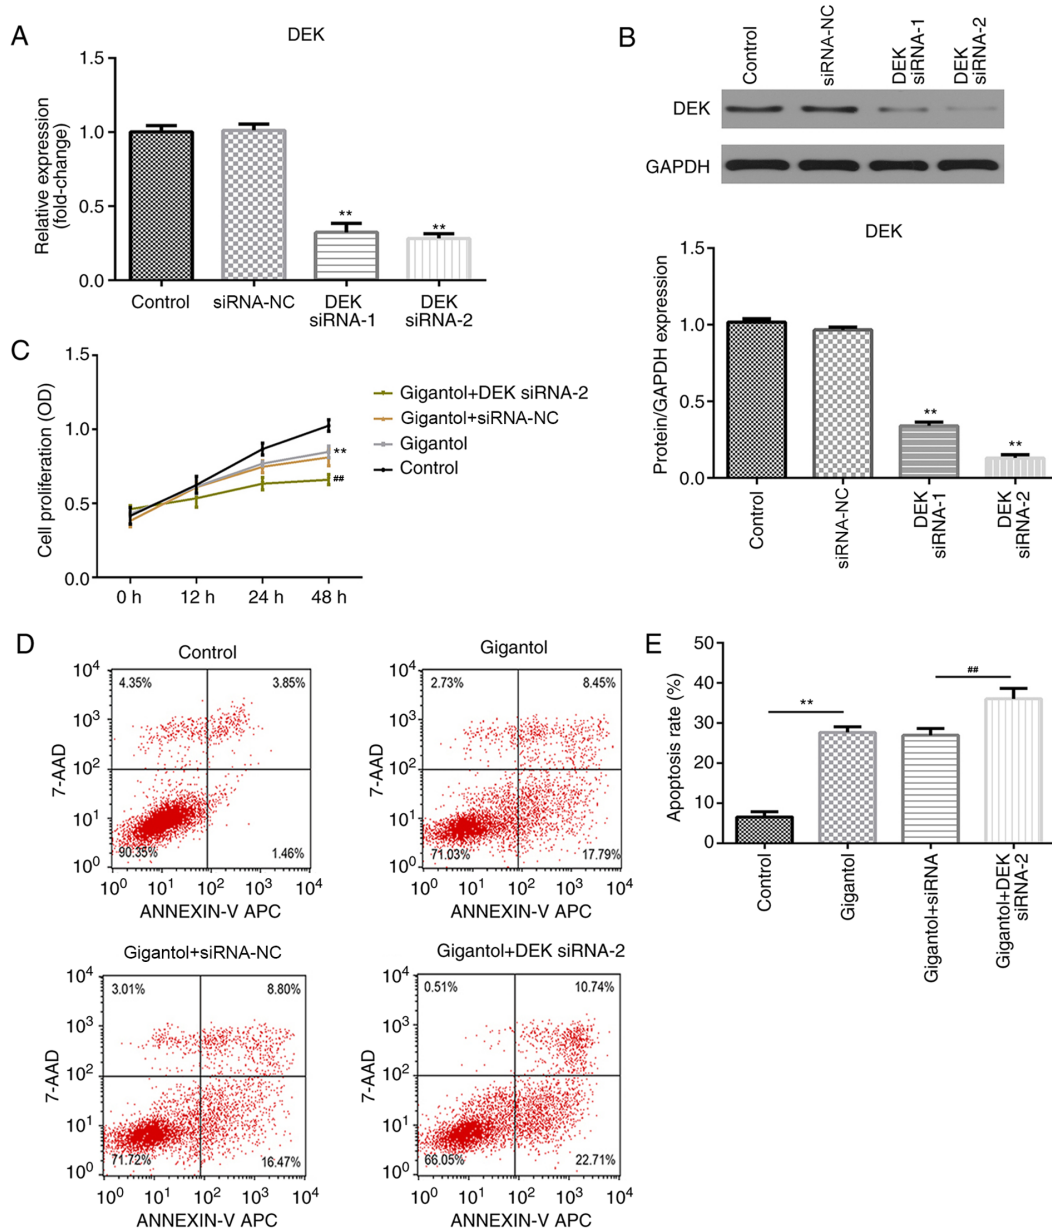 A
DEK
Relative expression
(fold-change)
1.5
1.0
0.5
0.0
**
**
Control
siRNA-NC
DEK
siRNA-1
DEK
siRNA-2
B
Control
siRNA-NC
DEK
siRNA-1
DEK
siRNA-2
DEK
GAPDH
DEK
Protein/GAPDH expression
1.5
1.0
0.5
0.0
**
**
Control
siRNA-NC
DEK
siRNA-1
DEK
siRNA-2
C
Cell proliferation (OD)
1.5
1.0
0.5
0.0
0 h
12 h
24 h
48 h
**
##
Gigantol+DEK siRNA-2
Gigantol+siRNA-NC
Gigantol
Control
D
Control
7-AAD
10⁴
10³
10²
10¹
10⁰
4.35%
3.85%
90.35%
1.46%
10⁰ 10¹ 10² 10³ 10⁴
ANNEXIN-V APC
Gigantol
7-AAD
10⁴
10³
10²
10¹
10⁰
2.73%
8.45%
71.03%
17.79%
10⁰ 10¹ 10² 10³ 10⁴
ANNEXIN-V APC
Gigantol+siRNA-NC
7-AAD
10⁴
10³
10²
10¹
10⁰
3.01%
8.80%
71.72%
16.47%
10⁰ 10¹ 10² 10³ 10⁴
ANNEXIN-V APC
Gigantol+DEK siRNA-2
7-AAD
10⁴
10³
10²
10¹
10⁰
0.51%
10.74%
66.05%
22.71%
10⁰ 10¹ 10² 10³ 10⁴
ANNEXIN-V APC
E
Apoptosis rate (%)
50
40
30
20
10
0
**
##
Control
Gigantol
Gigantol+siRNA
Gigantol+DEK
siRNA-2